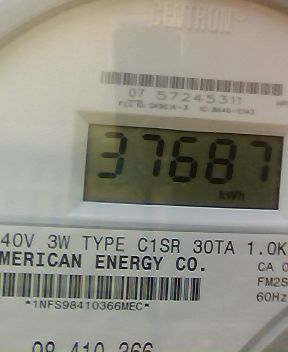 CENTRON
07 57245311
37687
kWh
40V 3W TYPE C1SR 30TA 1.0K
MERICAN ENERGY CO.
CA 0
FM2S
60Hz
*1NFS98410366MEC*
98 410 366